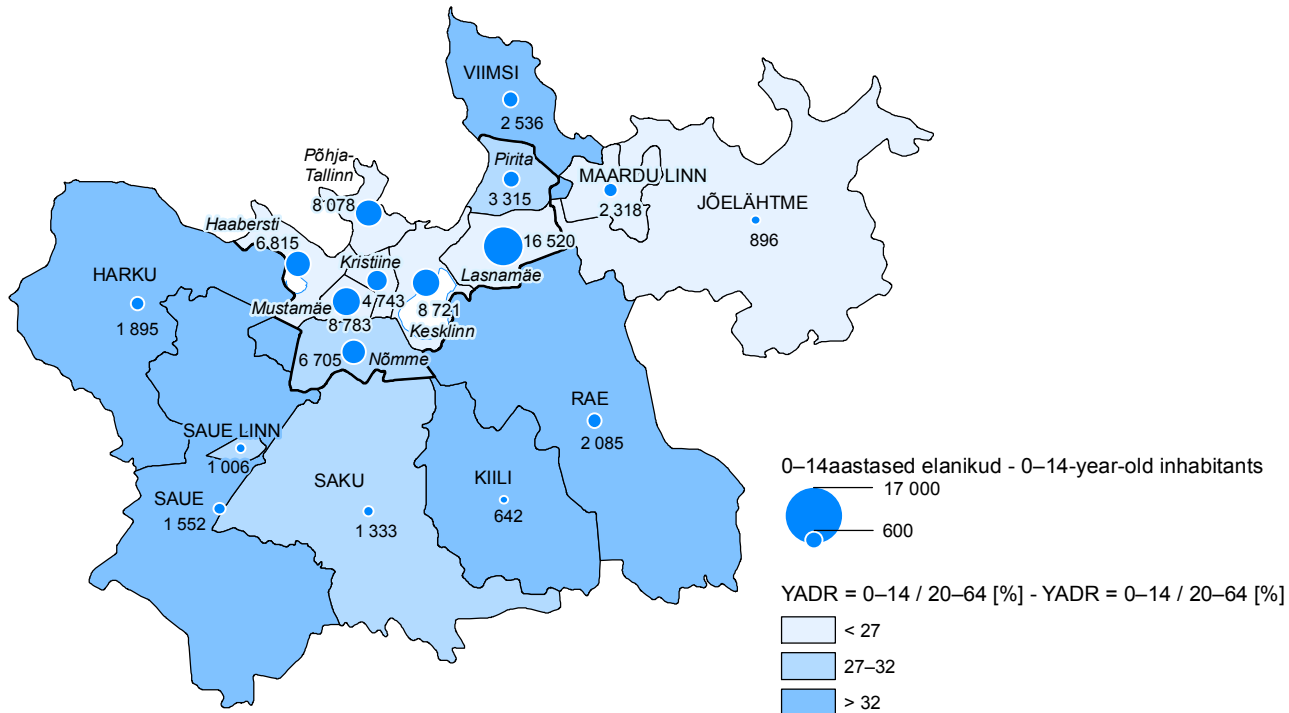 VIIMSI
2 536
Põhja-
Tallinn
8 078
Pirita
3 315
MAARDU LINN
2 318
JÕELÄHTME
896
Haabersti
6 815
Kristiine
4 743
16 520
Lasnamäe
HARKU
1 895
Mustamäe
8 783
8 721
Kesklinn
6 705
Nõmme
RAE
2 085
SAUE LINN
1 006
SAKU
1 333
KIILI
642
SAUE
1 552
0–14aastased elanikud - 0–14-year-old inhabitants
17 000
600
YADR = 0–14 / 20–64 [%] - YADR = 0–14 / 20–64 [%]
< 27
27–32
> 32